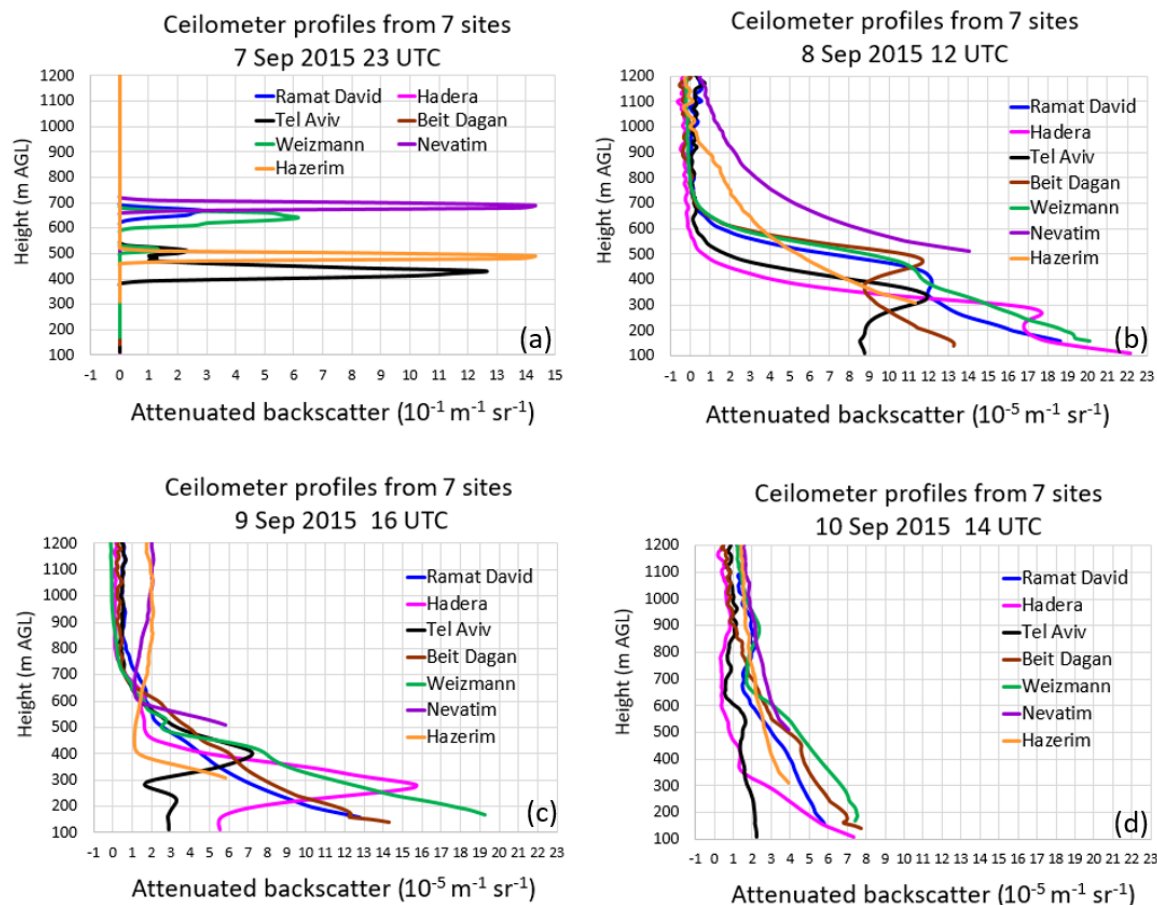 Ceilometer profiles from 7 sites
7 Sep 2015 23 UTC
Height (m AGL)
1200
1100
1000
900
800
700
600
500
400
300
200
100
Ramat David
Hadera
Tel Aviv
Beit Dagan
Weizmann
Nevatim
Hazerim
(a)
-1 0 1 2 3 4 5 6 7 8 9 10 11 12 13 14 15
Attenuated backscatter (10⁻¹ m⁻¹ sr⁻¹)
Ceilometer profiles from 7 sites
8 Sep 2015 12 UTC
Height (m AGL)
1200
1100
1000
900
800
700
600
500
400
300
200
100
Ramat David
Hadera
Tel Aviv
Beit Dagan
Weizmann
Nevatim
Hazerim
(b)
-1 0 1 2 3 4 5 6 7 8 9 10 11 12 13 14 15 16 17 18 19 20 21 22 23
Attenuated backscatter (10⁻⁵ m⁻¹ sr⁻¹)
Ceilometer profiles from 7 sites
9 Sep 2015 16 UTC
Height (m AGL)
1200
1100
1000
900
800
700
600
500
400
300
200
100
Ramat David
Hadera
Tel Aviv
Beit Dagan
Weizmann
Nevatim
Hazerim
(c)
-1 0 1 2 3 4 5 6 7 8 9 10 11 12 13 14 15 16 17 18 19 20 21 22 23
Attenuated backscatter (10⁻⁵ m⁻¹ sr⁻¹)
Ceilometer profiles from 7 sites
10 Sep 2015 14 UTC
Height (m AGL)
1200
1100
1000
900
800
700
600
500
400
300
200
100
Ramat David
Hadera
Tel Aviv
Beit Dagan
Weizmann
Nevatim
Hazerim
(d)
-1 0 1 2 3 4 5 6 7 8 9 10 11 12 13 14 15 16 17 18 19 20 21 22 23
Attenuated backscatter (10⁻⁵ m⁻¹ sr⁻¹)